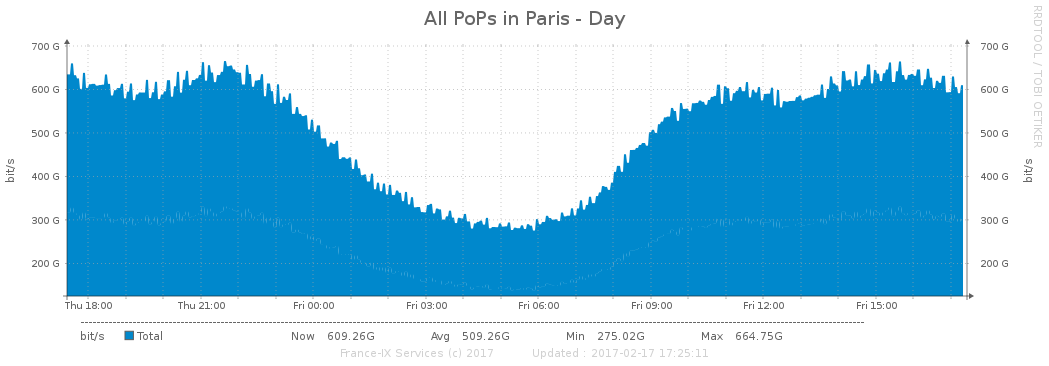 All PoPs in Paris - Day
RRDTOOL / TOBI OETIKER
700 G 700 G
600 G 600 G
500 G 500 G
400 G 400 G
300 G 300 G
200 G 200 G
bit/s bit/s
Thu 18:00 Thu 21:00 Fri 00:00 Fri 03:00 Fri 06:00 Fri 09:00 Fri 12:00 Fri 15:00
bit/s Total Now 609.26G Avg 509.26G Min 275.02G Max 664.75G
France-IX Services (c) 2017 Updated : 2017-02-17 17:25:11